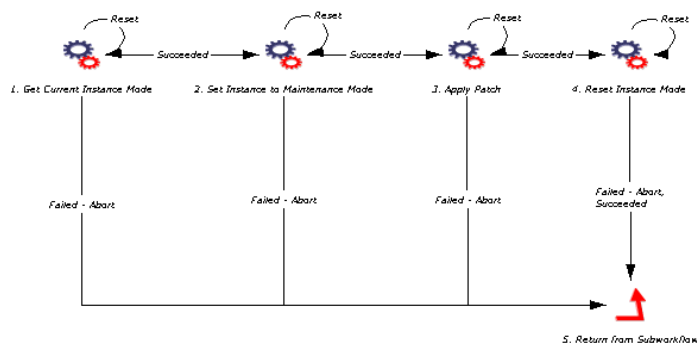 Reset
Reset
Reset
Reset
Succeeded
Succeeded
Succeeded
1. Get Current Instance Mode
2. Set Instance to Maintenance Mode
3. Apply Patch
4. Reset Instance Mode
Failed - Abort
Failed - Abort
Failed - Abort
Failed - Abort,
Succeeded
5. Return from Subworkflow